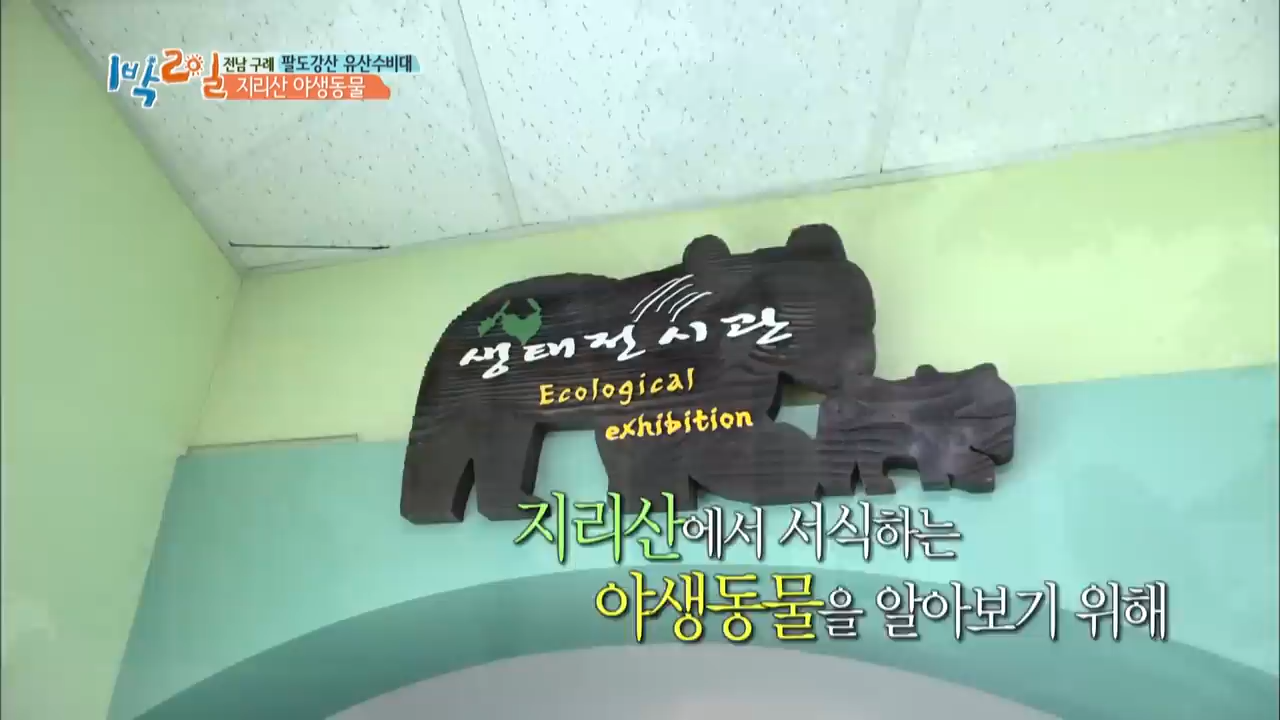 1박2일
전남 구례 팔도강산 유산수비대
지리산 야생동물
생태전시관
Ecological
exhibition
지리산에서 서식하는
야생동물을 알아보기 위해